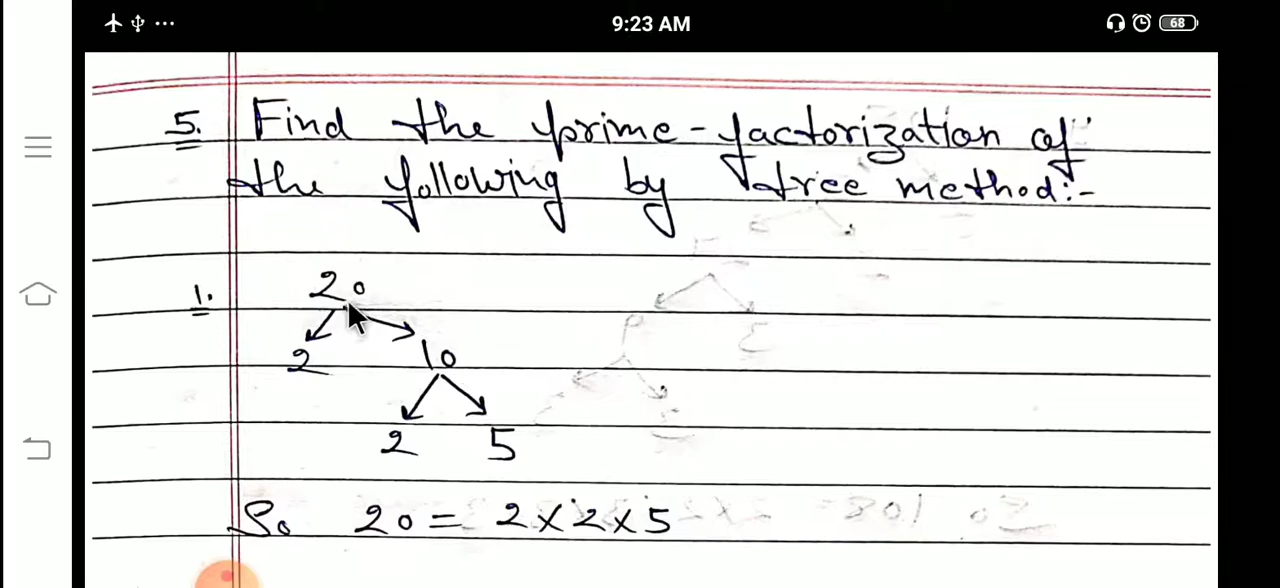 9:23 AM
68
5. Find the prime-factorization of
the following by tree method:-
1. 20
2 10
2 5
So 20 = 2×2×5